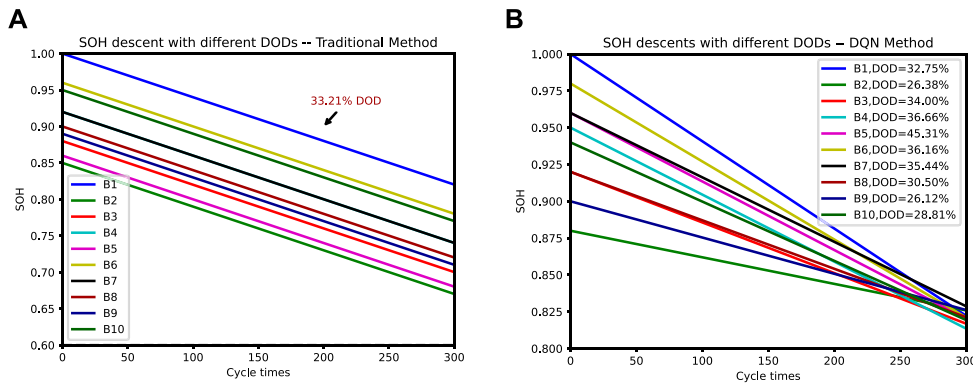 A
SOH descent with different DODs -- Traditional Method
1.00
0.95
0.90
0.85
0.80
0.75
0.70
0.65
0.60
SOH
33.21% DOD
B1
B2
B3
B4
B5
B6
B7
B8
B9
B10
0
50
100
150
200
250
300
Cycle times
B
SOH descents with different DODs – DQN Method
1.000
0.975
0.950
0.925
0.900
0.875
0.850
0.825
0.800
SOH
B1,DOD=32.75%
B2,DOD=26.38%
B3,DOD=34.00%
B4,DOD=36.66%
B5,DOD=45.31%
B6,DOD=36.16%
B7,DOD=35.44%
B8,DOD=30.50%
B9,DOD=26.12%
B10,DOD=28.81%
0
50
100
150
200
250
300
Cycle times